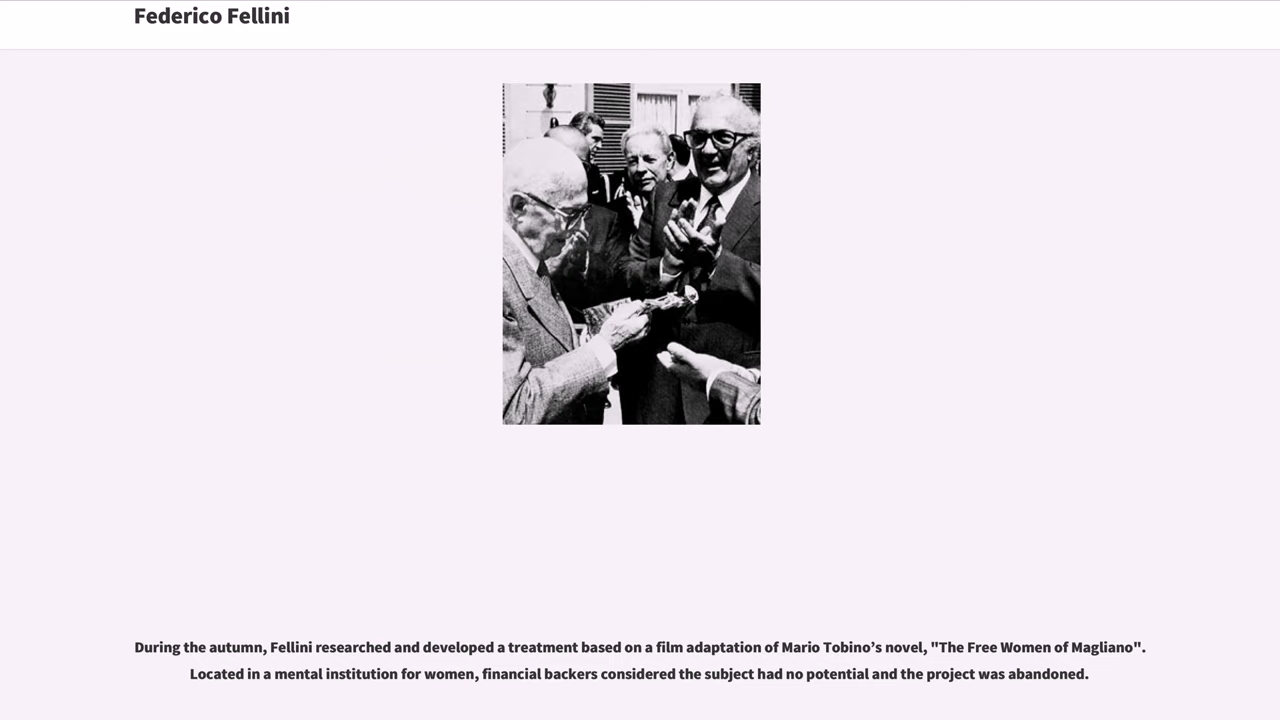 Federico Fellini
During the autumn, Fellini researched and developed a treatment based on a film adaptation of Mario Tobino’s novel, "The Free Women of Magliano".
Located in a mental institution for women, financial backers considered the subject had no potential and the project was abandoned.